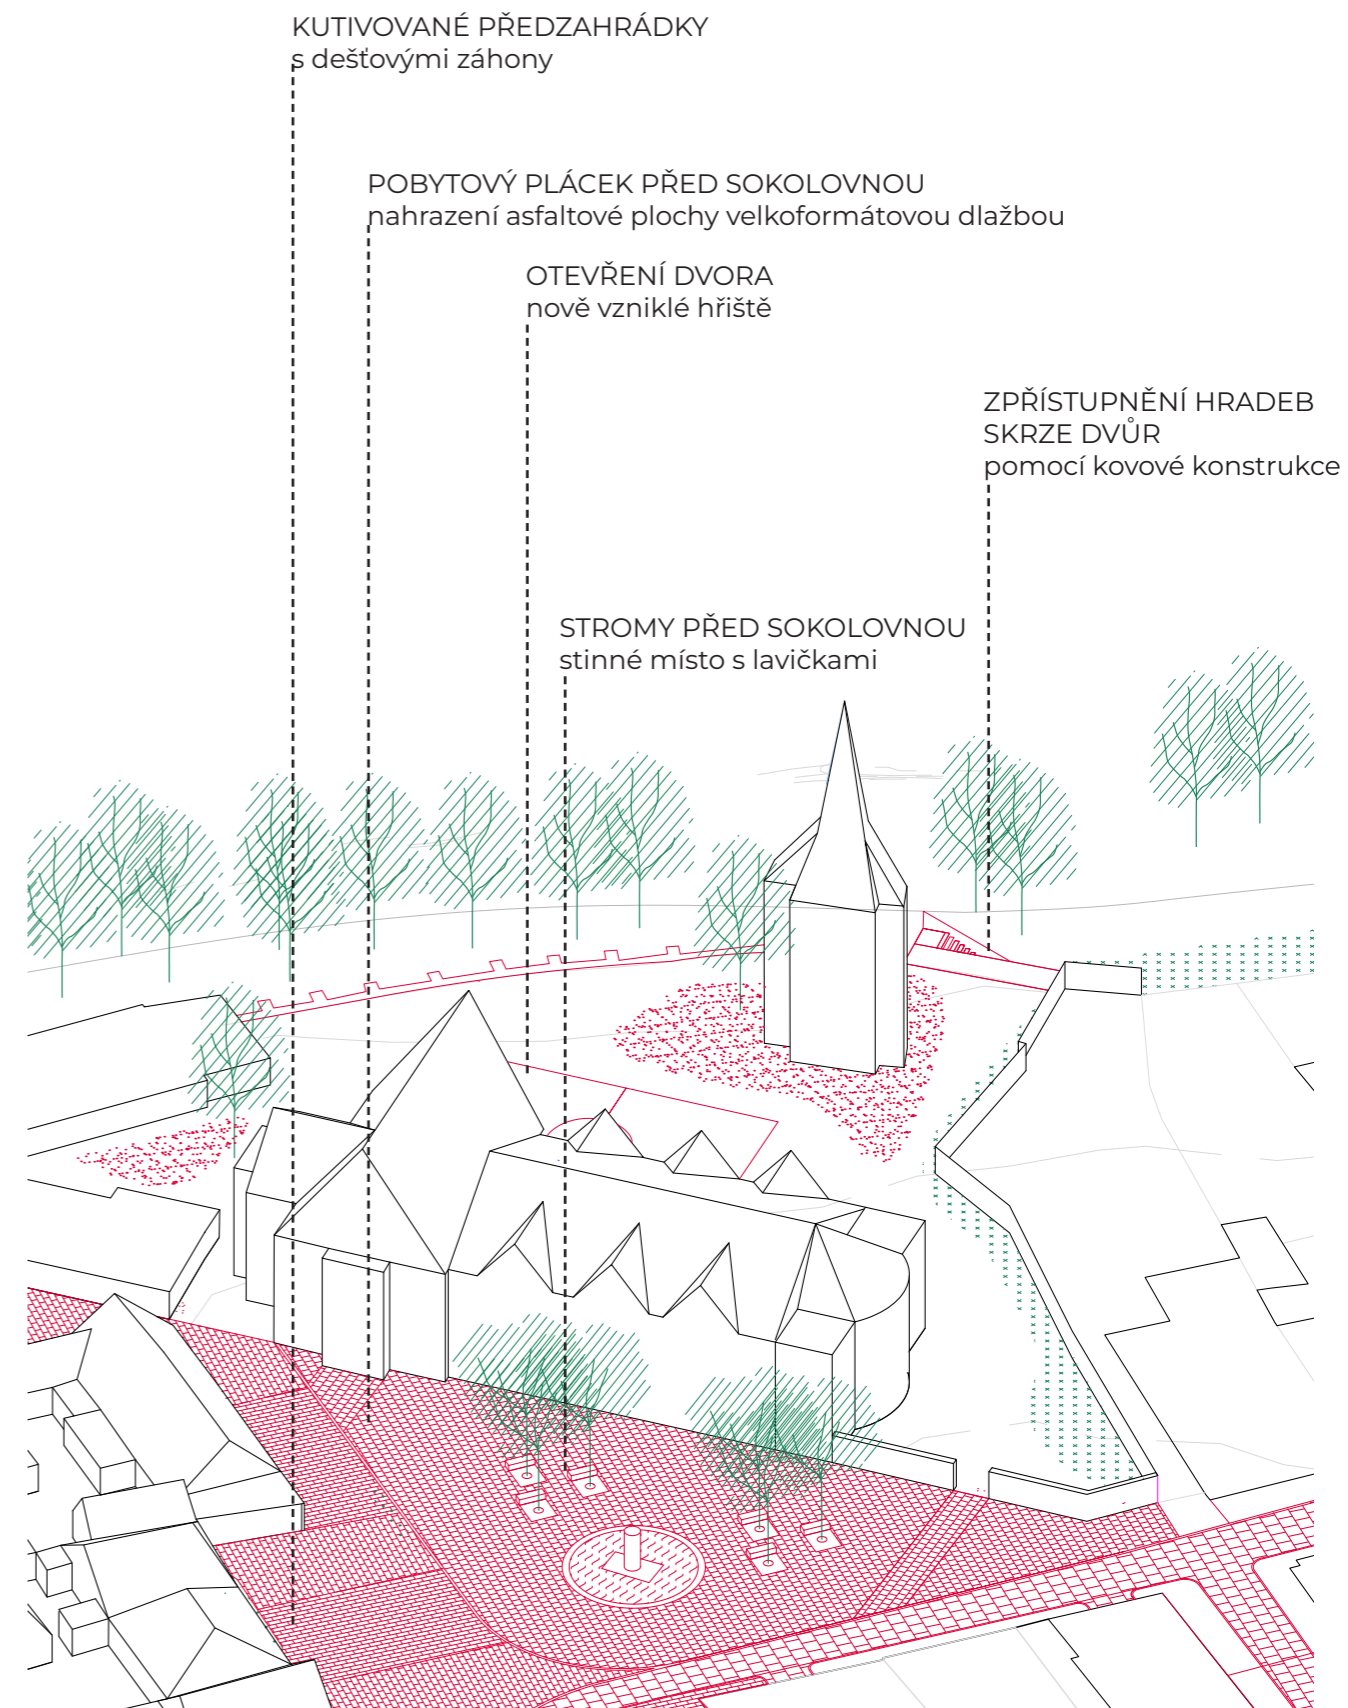 KUTIVOVANÉ PŘEDZAHRÁDKY
s dešťovými záhony
POBYTOVÝ PLÁCEK PŘED SOKOLOVNOU
nahrazení asfaltové plochy velkoformátovou dlažbou
OTEVŘENÍ DVORA
nově vzniklé hřiště
ZPŘÍSTUPNĚNÍ HRADEB
SKRZE DVŮR
pomocí kovové konstrukce
STROMY PŘED SOKOLOVNOU
stinné místo s lavičkami